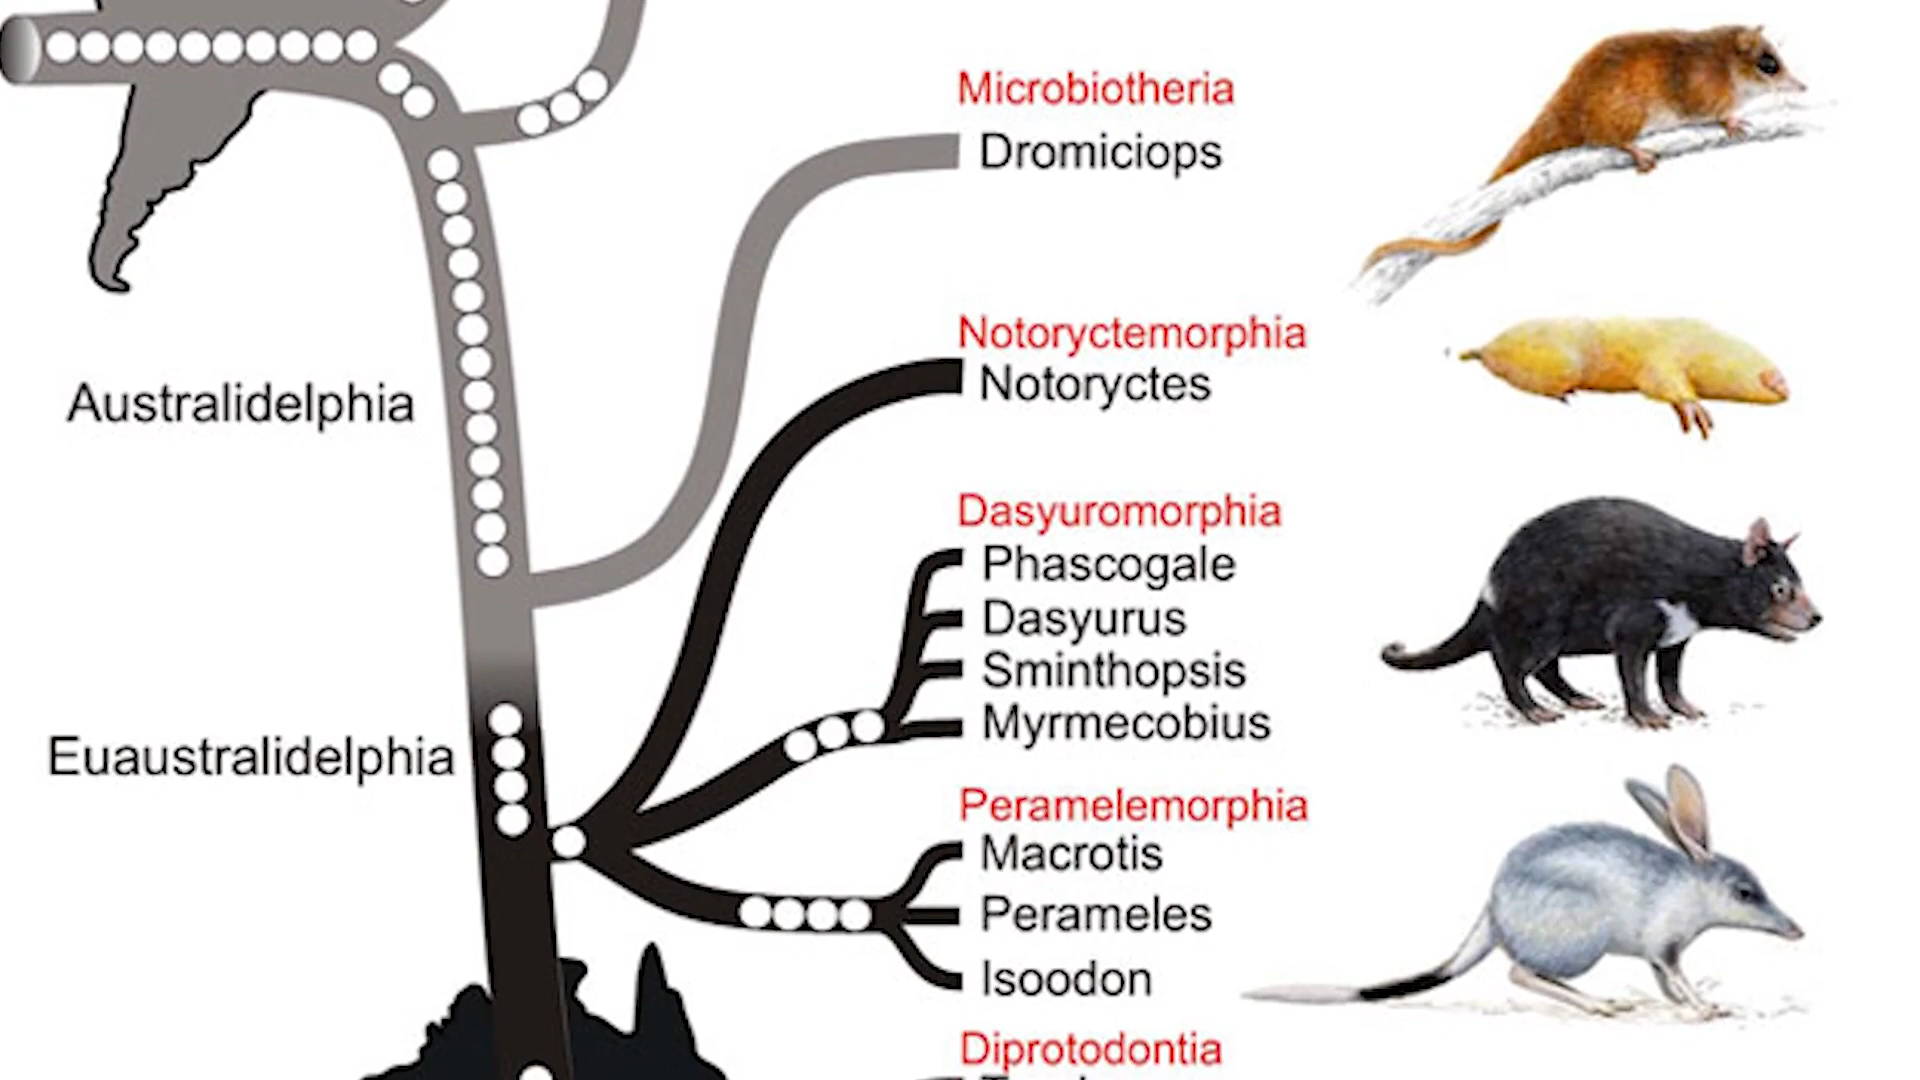 Microbiotheria
Dromiciops
Notoryctemorphia
Notoryctes
Australidelphia
Dasyuromorphia
Phascogale
Dasyurus
Sminthopsis
Myrmecobius
Euaustralidelphia
Peramelemorphia
Macrotis
Perameles
Isoodon
Diprotodontia